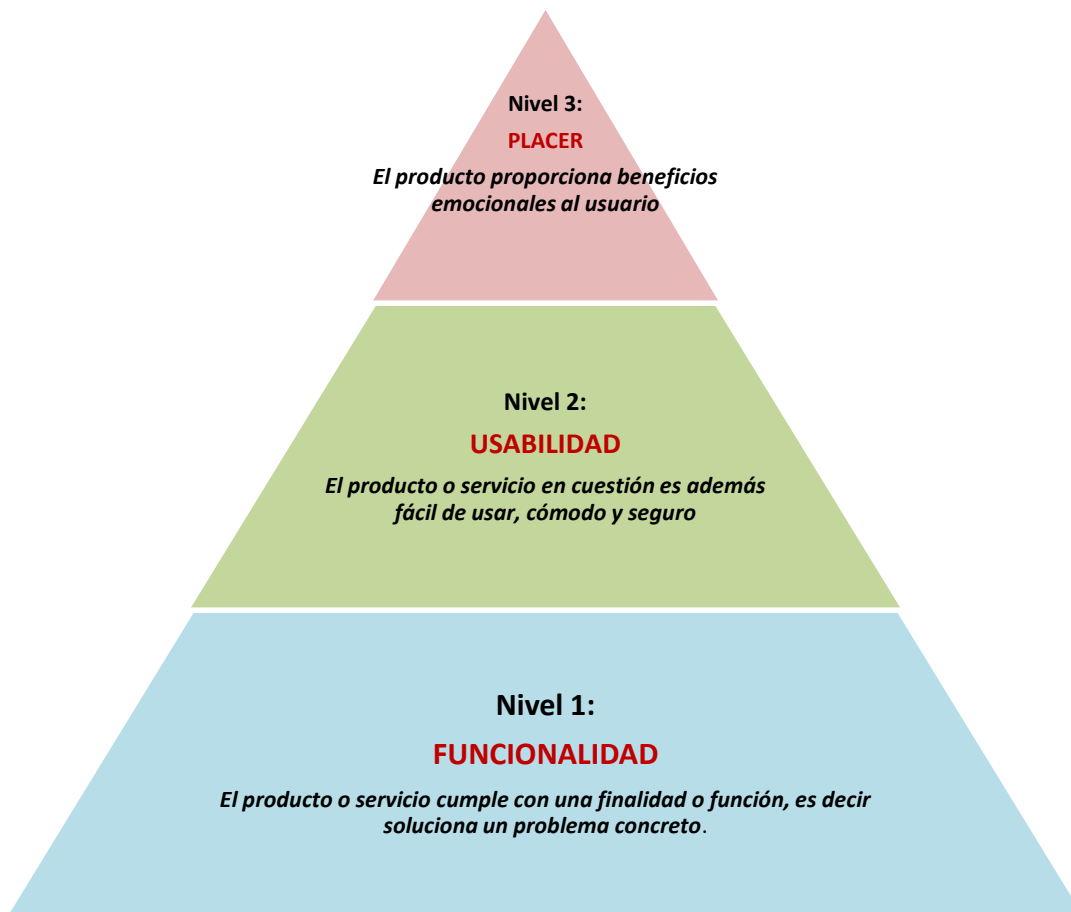 Nivel 3:
PLACER
El producto proporciona beneficios
emocionales al usuario
Nivel 2:
USABILIDAD
El producto o servicio en cuestión es además
fácil de usar, cómodo y seguro
Nivel 1:
FUNCIONALIDAD
El producto o servicio cumple con una finalidad o función, es decir
soluciona un problema concreto.